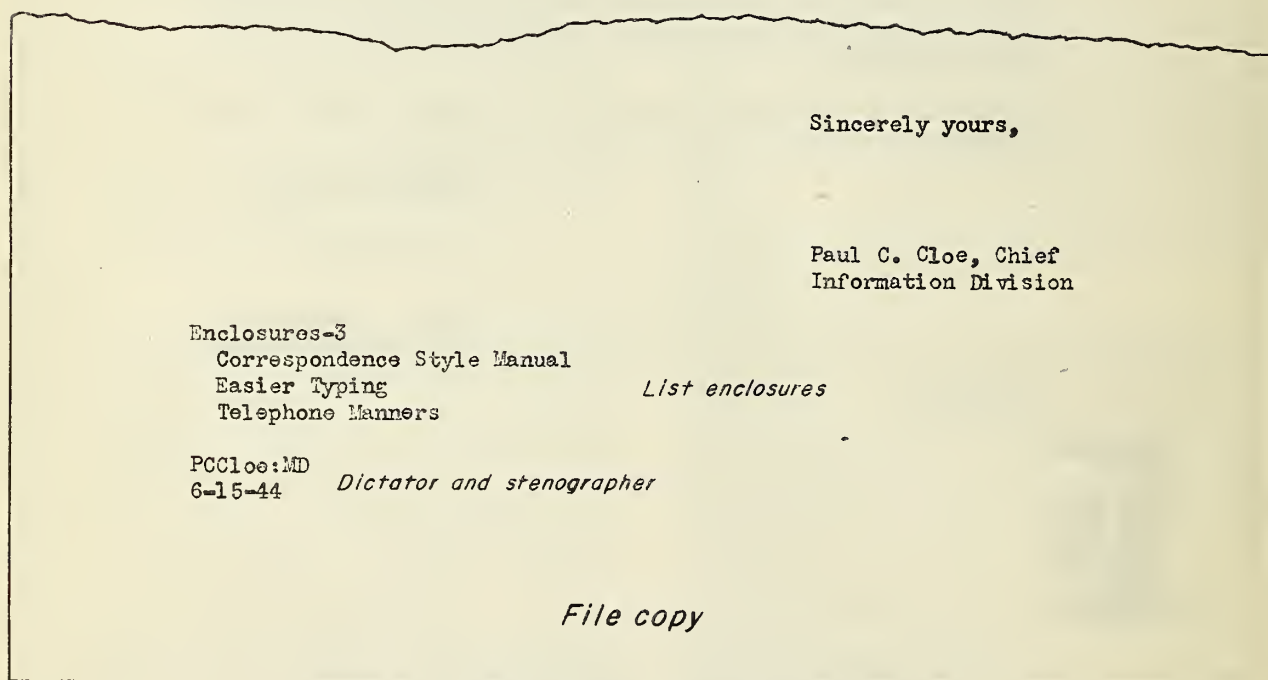 Sincerely yours,
Paul C. Cloe, Chief
Information Division
Enclosures-3
Correspondence Style Manual
Easier Typing
List enclosures
Telephone Manners
PCCloe:MD
6-15-44
Dictator and stenographer
File copy